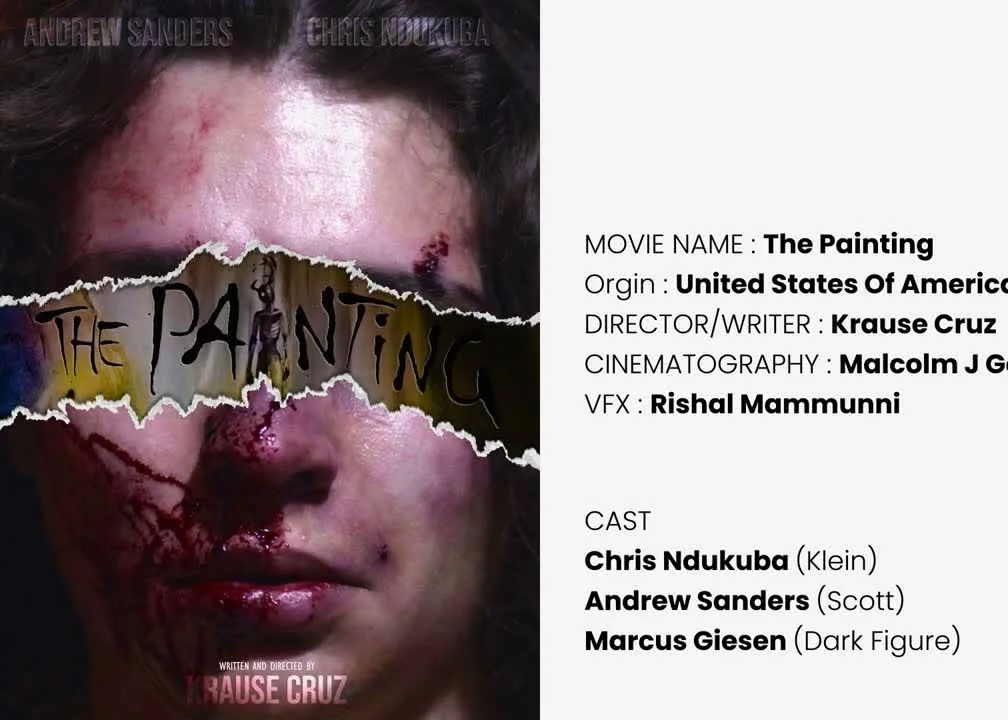 ANDREW SANDERS CHRIS NDUKUBA
THE PAINTING
WRITTEN AND DIRECTED BY
KRAUSE CRUZ
MOVIE NAME : The Painting
Orgin : United States Of America
DIRECTOR/WRITER : Krause Cruz
CINEMATOGRAPHY : Malcolm J
VFX : Rishal Mammunni
CAST
Chris Ndukuba (Klein)
Andrew Sanders (Scott)
Marcus Giesen (Dark Figure)